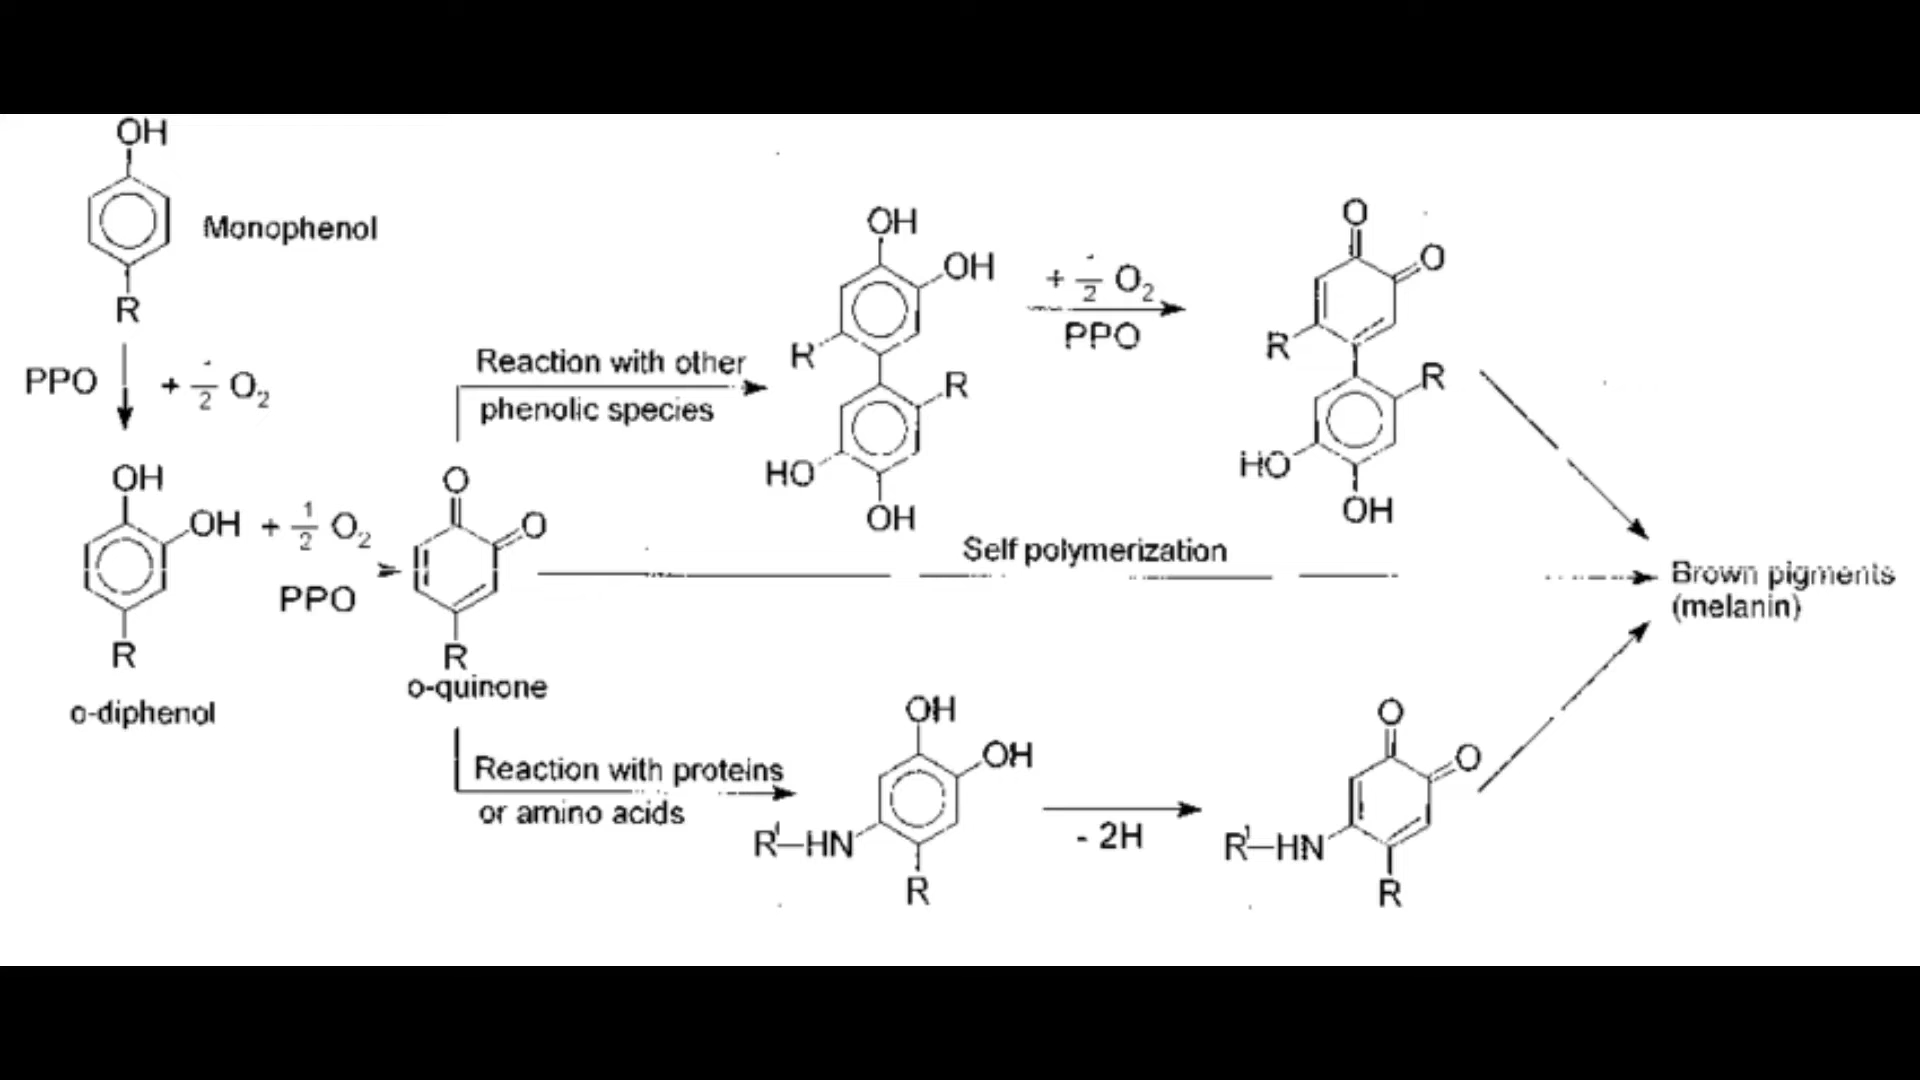 OH
Monophenol
R
PPO + 1/2 O2
OH
OH
R
o-diphenol
+ 1/2 O2
PPO
O
O
R
o-quinone
Reaction with other
phenolic species
OH
OH
R
R
HO
OH
+ 1/2 O2
PPO
O
O
R
R
HO
OH
Self polymerization
Reaction with proteins
or amino acids
OH
OH
R'-HN
R
- 2H
O
O
R'-HN
R
Brown pigments
(melanin)